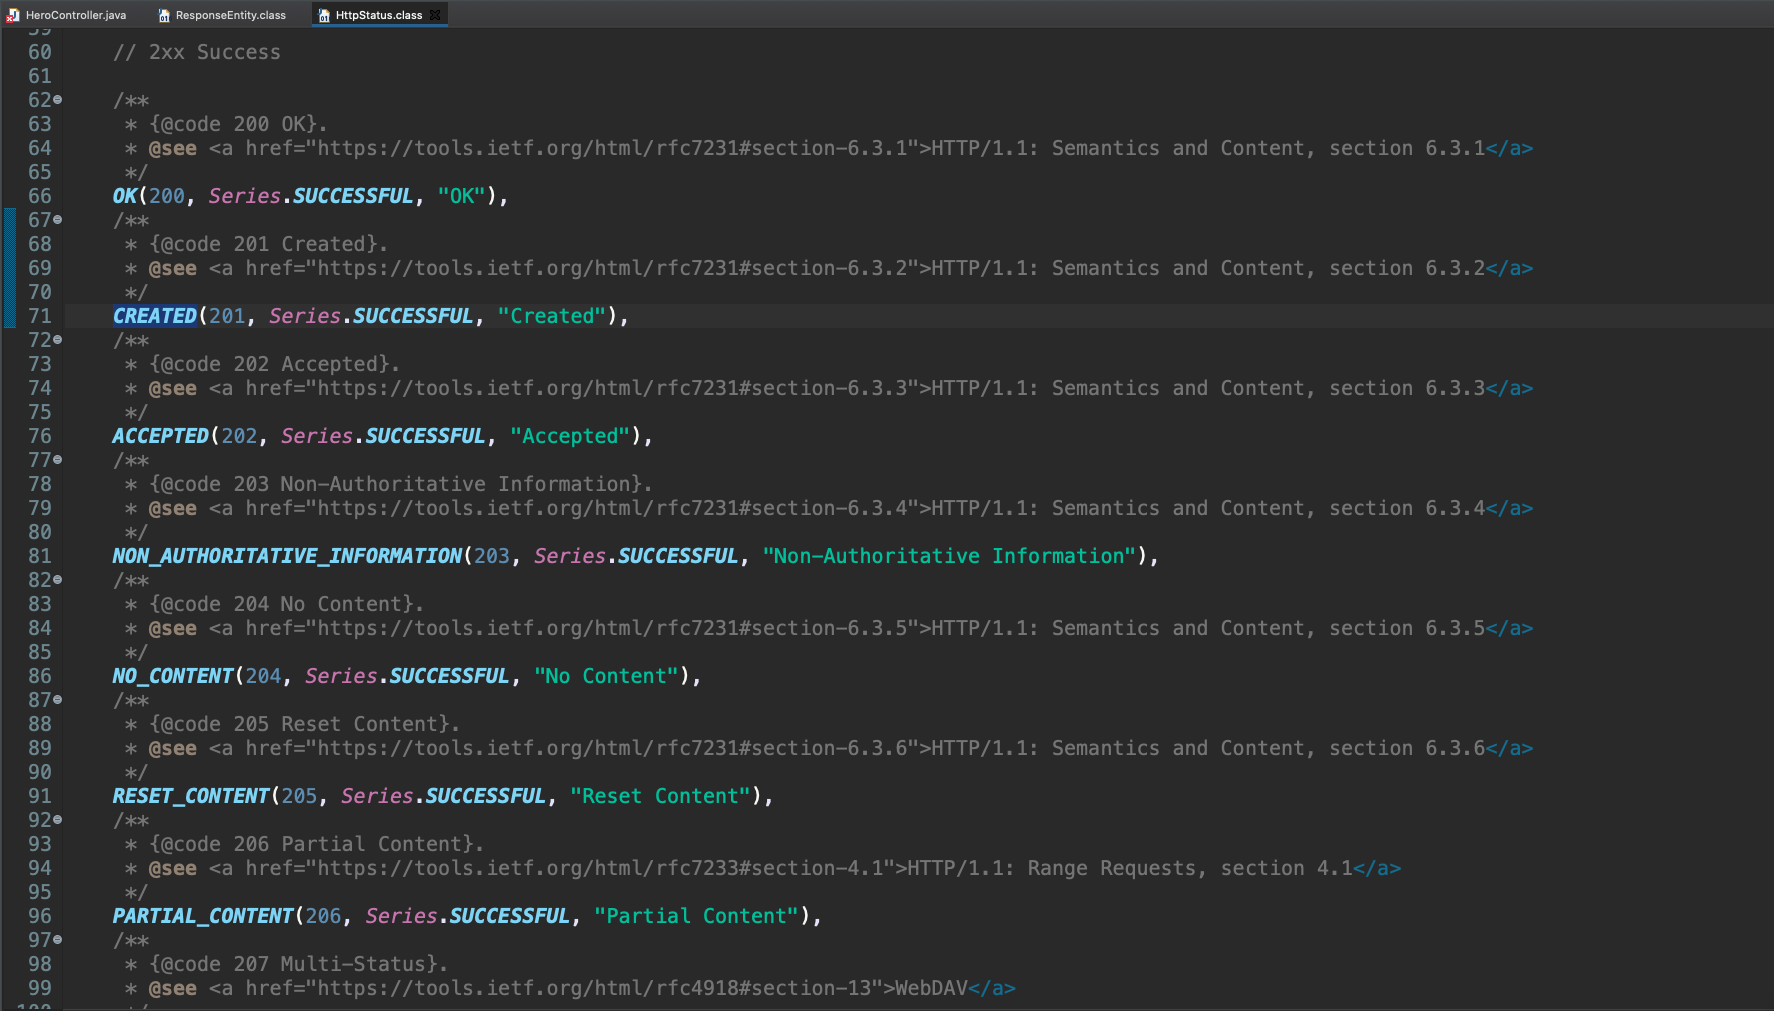 HeroController.java ResponseEntity.class HttpStatus.class
59
60 // 2xx Success
61
62 /**
63 * {@code 200 OK}.
64 * @see <a href="https://tools.ietf.org/html/rfc7231#section-6.3.1">HTTP/1.1: Semantics and Content, section 6.3.1</a>
65 */
66 OK(200, Series.SUCCESSFUL, "OK"),
67 /**
68 * {@code 201 Created}.
69 * @see <a href="https://tools.ietf.org/html/rfc7231#section-6.3.2">HTTP/1.1: Semantics and Content, section 6.3.2</a>
70 */
71 CREATED(201, Series.SUCCESSFUL, "Created"),
72 /**
73 * {@code 202 Accepted}.
74 * @see <a href="https://tools.ietf.org/html/rfc7231#section-6.3.3">HTTP/1.1: Semantics and Content, section 6.3.3</a>
75 */
76 ACCEPTED(202, Series.SUCCESSFUL, "Accepted"),
77 /**
78 * {@code 203 Non-Authoritative Information}.
79 * @see <a href="https://tools.ietf.org/html/rfc7231#section-6.3.4">HTTP/1.1: Semantics and Content, section 6.3.4</a>
80 */
81 NON_AUTHORITATIVE_INFORMATION(203, Series.SUCCESSFUL, "Non-Authoritative Information"),
82 /**
83 * {@code 204 No Content}.
84 * @see <a href="https://tools.ietf.org/html/rfc7231#section-6.3.5">HTTP/1.1: Semantics and Content, section 6.3.5</a>
85 */
86 NO_CONTENT(204, Series.SUCCESSFUL, "No Content"),
87 /**
88 * {@code 205 Reset Content}.
89 * @see <a href="https://tools.ietf.org/html/rfc7231#section-6.3.6">HTTP/1.1: Semantics and Content, section 6.3.6</a>
90 */
91 RESET_CONTENT(205, Series.SUCCESSFUL, "Reset Content"),
92 /**
93 * {@code 206 Partial Content}.
94 * @see <a href="https://tools.ietf.org/html/rfc7233#section-4.1">HTTP/1.1: Range Requests, section 4.1</a>
95 */
96 PARTIAL_CONTENT(206, Series.SUCCESSFUL, "Partial Content"),
97 /**
98 * {@code 207 Multi-Status}.
99 * @see <a href="https://tools.ietf.org/html/rfc4918#section-13">WebDAV</a>
100 */